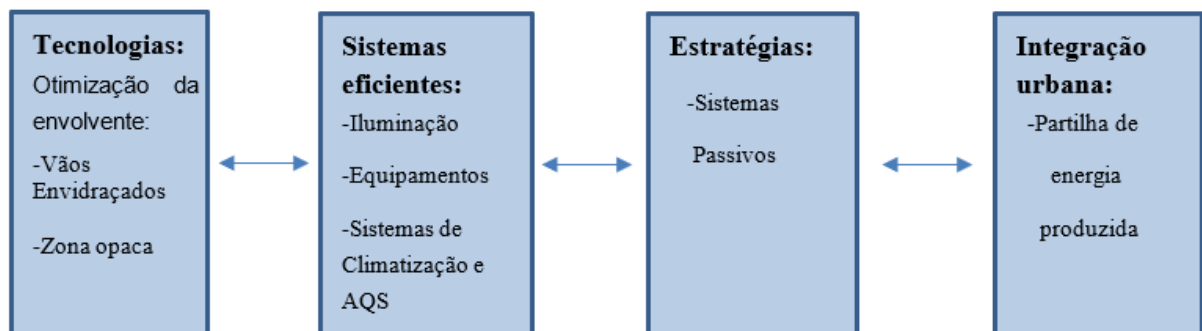 Tecnologias:
Otimização da
envolvente:
-Vãos
Envidraçados
-Zona opaca
Sistemas
eficientes:
-Iluminação
-Equipamentos
-Sistemas de
Climatização e
AQS
Estratégias:
-Sistemas
Passivos
Integração
urbana:
-Partilha de
energia
produzida